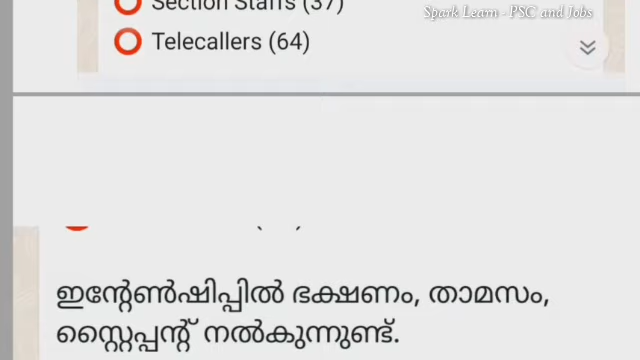 Section Staffs (37)
Spark Learn - PSC and Jobs
Telecallers (64)
ഇന്റേൺഷിപ്പിൽ ഭക്ഷണം, താമസം,
സ്റ്റൈപ്പന്റ് നൽകുന്നുണ്ട്.